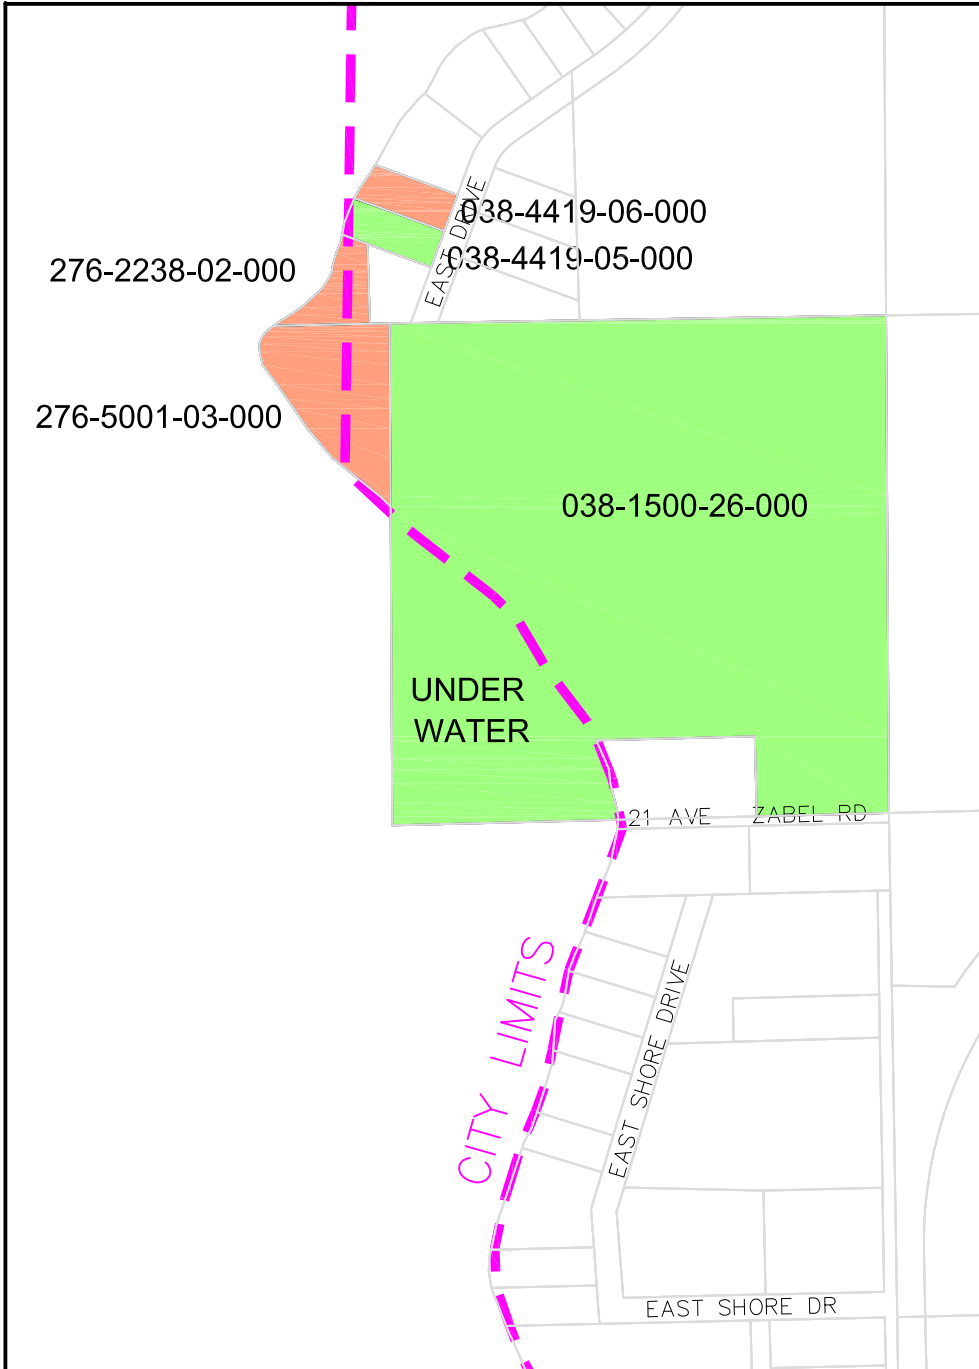 038-4419-06-000
EAST DRIVE
038-4419-05-000
276-2238-02-000
276-5001-03-000
038-1500-26-000
UNDER
WATER
21 AVE ZABEL RD
CITY LIMITS
EAST SHORE DRIVE
EAST SHORE DR